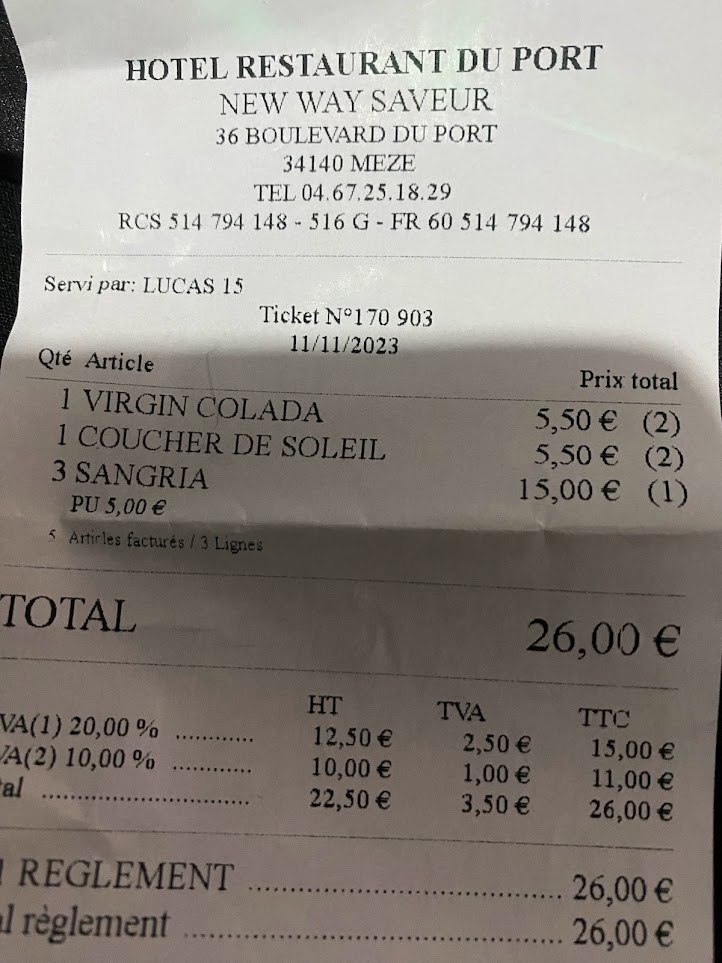 HOTEL RESTAURANT DU PORT
NEW WAY SAVEUR
36 BOULEVARD DU PORT
34140 MEZE
TEL 04.67.25.18.29
RCS 514 794 148 - 516 G - FR 60 514 794 148
Servi par: LUCAS 15
Ticket N°170 903
11/11/2023
Qté Article Prix total
1 VIRGIN COLADA 5,50 € (2)
1 COUCHER DE SOLEIL 5,50 € (2)
3 SANGRIA 15,00 € (1)
PU 5,00 €
5 Articles facturés / 3 Lignes
TOTAL 26,00 €
HT TVA TTC
VA(1) 20,00 % ............ 12,50 € 2,50 € 15,00 €
VA(2) 10,00 % ............ 10,00 € 1,00 € 11,00 €
al ................................ 22,50 € 3,50 € 26,00 €
REGLEMENT ................................ 26,00 €
l règlement ...................................... 26,00 €